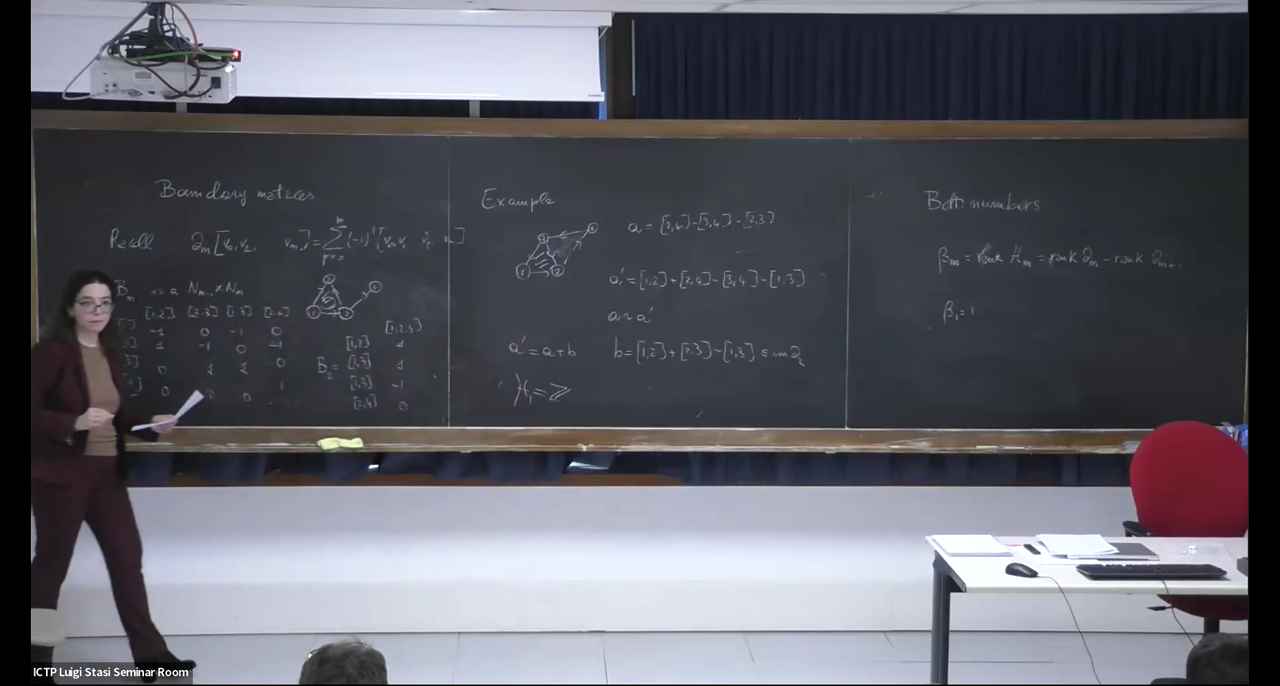 Boundary matrices
Recall ∂m[v0, v1, vm] = Σ (-1)^p [v0, v1 v̂p vm]
p=0
Bm is a Nm-1 × Nm
[1,2] [2,3] [1,3] [2,4]
-1 0 -1 0
1 -1 0 -1
0 1 1 0
0 0 0 1
[1,2,3]
B2 =
[1,2] 1
[2,3] 1
[1,3] -1
[2,4] 0
Example
a = [2,4]-[3,4]-[2,3]
a' = [1,2]+[2,4]-[3,4]-[1,3]
a ~ a'
a' = a+b
b = [1,2]+[2,3]-[1,3] ∈ im ∂2
H1 = Z
Betti numbers
βm = rank Hm = rank ∂m - rank ∂m+1
β1 = 1
ICTP Luigi Stasi Seminar Room